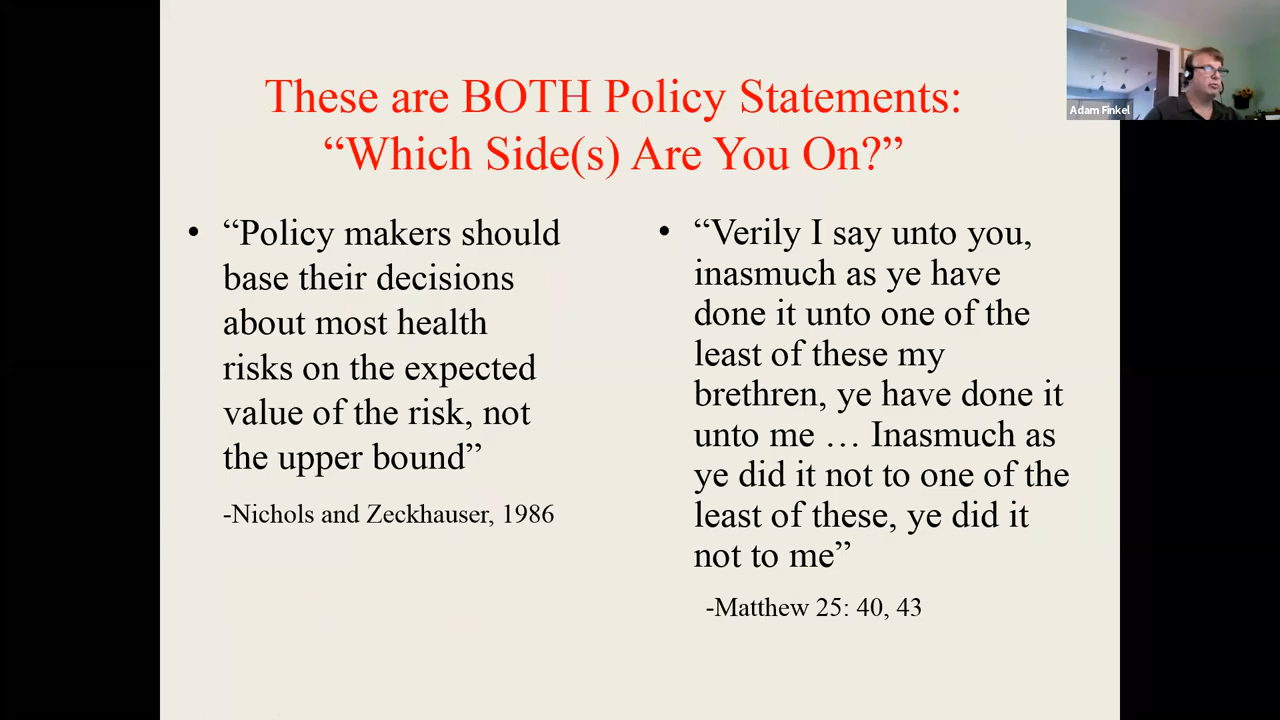 These are BOTH Policy Statements:
“Which Side(s) Are You On?”
• “Policy makers should
base their decisions
about most health
risks on the expected
value of the risk, not
the upper bound”
-Nichols and Zeckhauser, 1986
• “Verily I say unto you,
inasmuch as ye have
done it unto one of the
least of these my
brethren, ye have done it
unto me … Inasmuch as
ye did it not to one of the
least of these, ye did it
not to me”
-Matthew 25: 40, 43
Adam Finkel